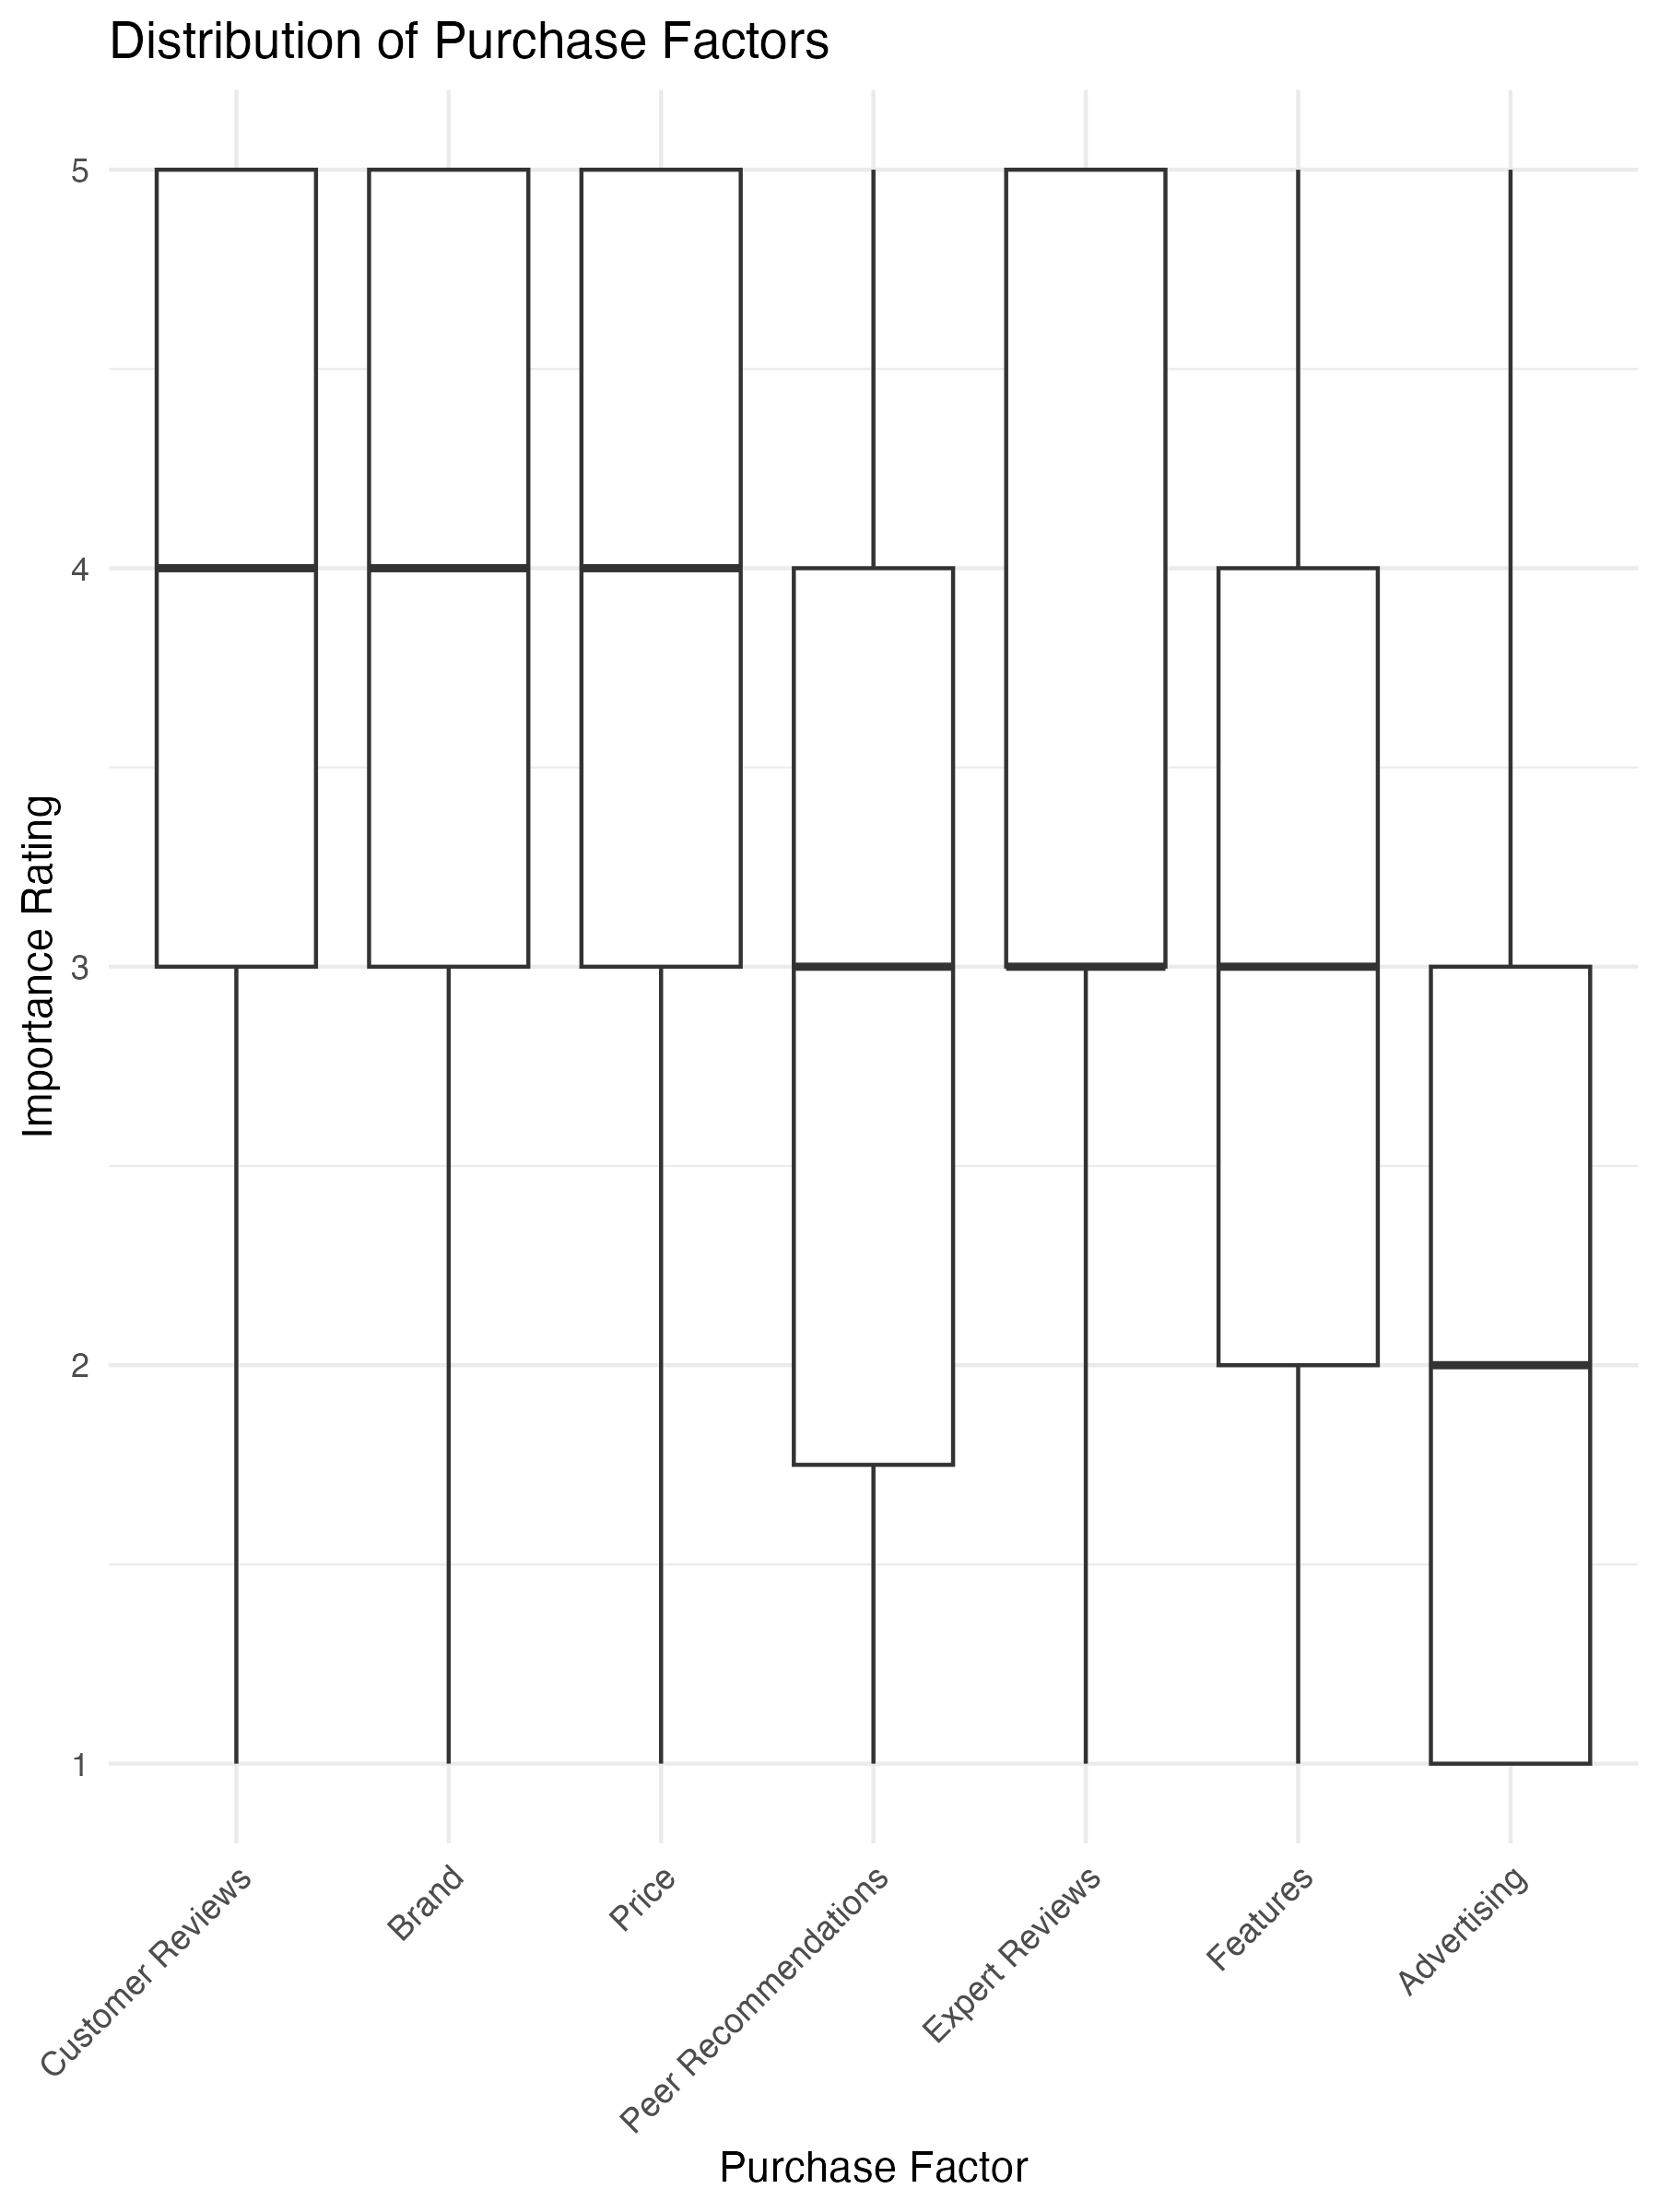 Distribution of Purchase Factors
Importance Rating
5
4
3
2
1
Customer Reviews
Brand
Price
Peer Recommendations
Expert Reviews
Features
Advertising
Purchase Factor